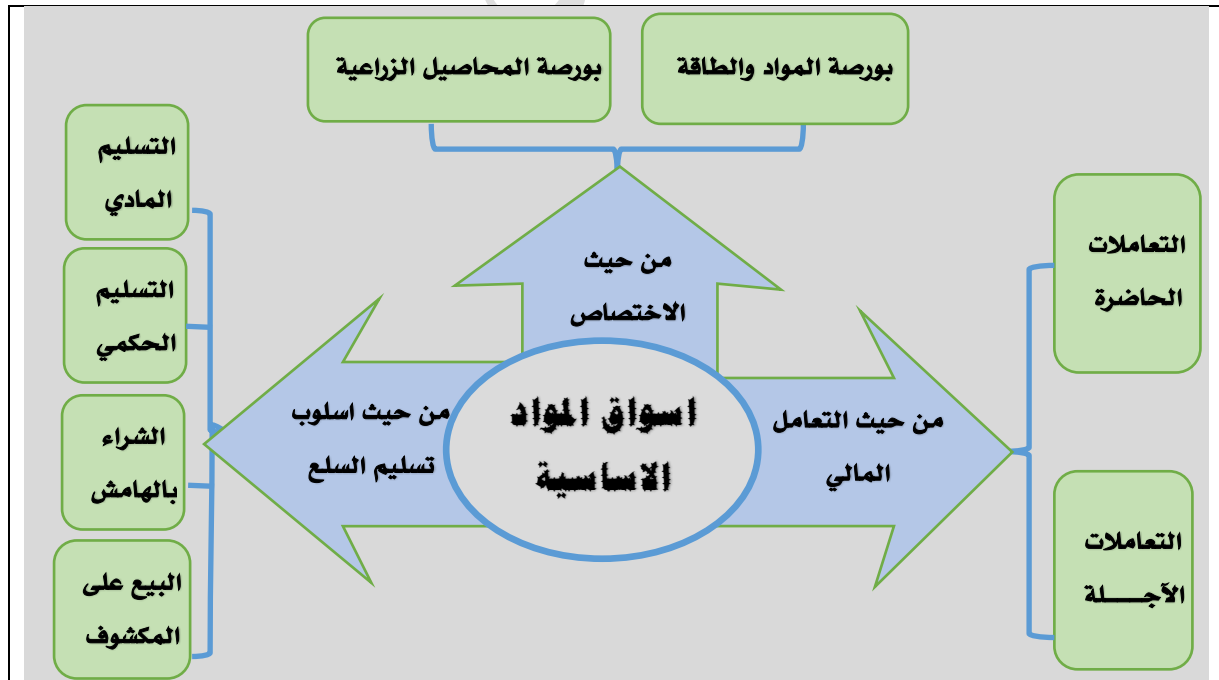 بورصة المواد والطاقة
بورصة المحاصيل الزراعية
من حيث
الاختصاص
التعاملات
الحاضرة
التعاملات
الآجـــــلة
من حيث التعامل
المالي
اسواق المواد
الاساسية
من حيث اسلوب
تسليم السلع
التسليم
المادي
التسليم
الحكمي
الشراء
بالهامش
البيع على
المكشوف